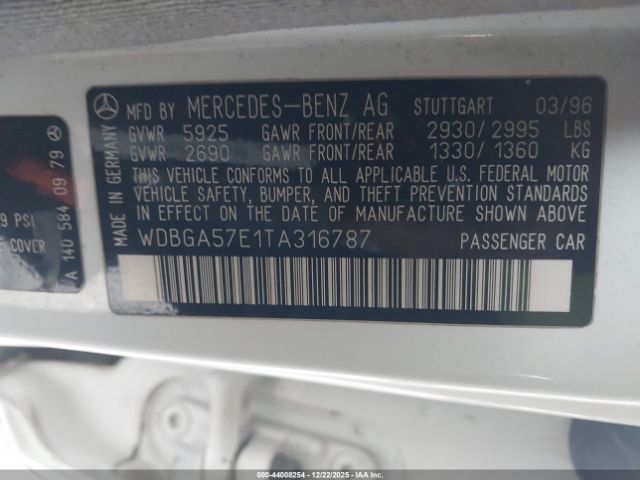 MFD BY MERCEDES-BENZ AG STUTTGART 03/96
GVWR 5925 GAWR FRONT/REAR 2930/2995 LBS
GVWR 2690 GAWR FRONT/REAR 1330/1360 KG
THIS VEHICLE CONFORMS TO ALL APPLICABLE U.S. FEDERAL MOTOR
VEHICLE SAFETY, BUMPER, AND THEFT PREVENTION STANDARDS
IN EFFECT ON THE DATE OF MANUFACTURE SHOWN ABOVE
WDBGA57E1TA316787 PASSENGER CAR
MADE IN GERMANY
A 140 584 09 79
9 PSI
E COVER
000-44008254 | 12/22/2025 | IAAI, Inc.